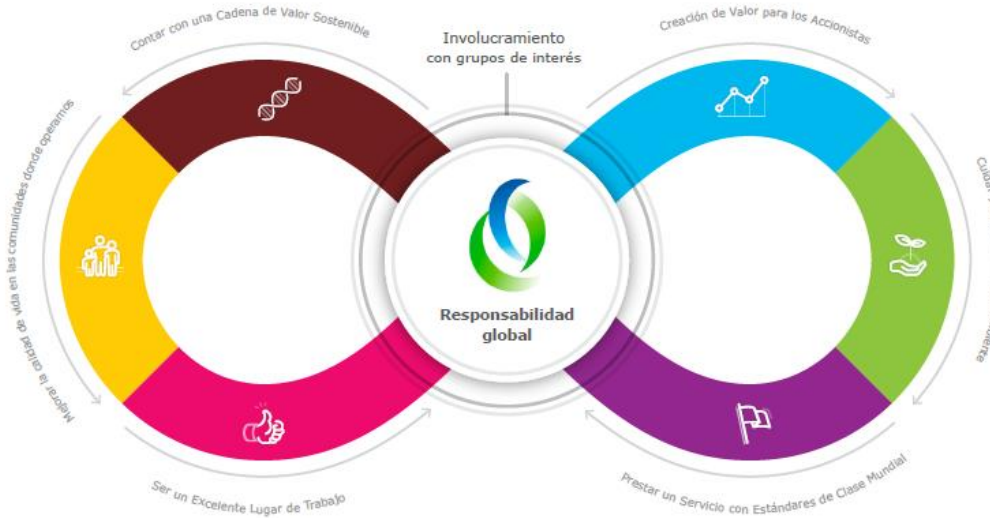 Contar con una Cadena de Valor Sostenible
Involucramiento
con grupos de interés
Creación de Valor para los Accionistas
Mejorar la calidad de vida en las comunidades donde operamos
Responsabilidad
global
Ser un Excelente Lugar de Trabajo
Prestar un Servicio con Estándares de Clase Mundial